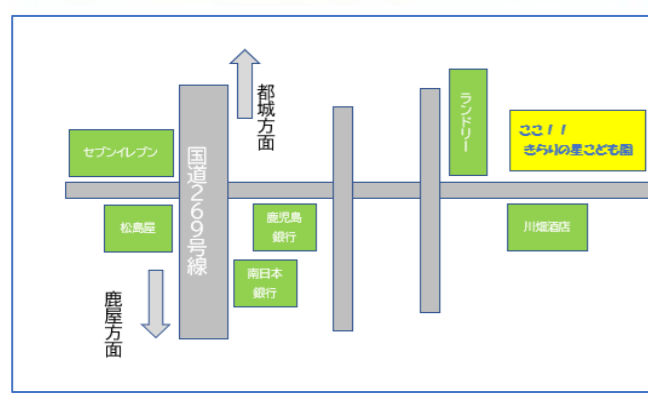 都城方面
ランドリー
ここ！！
きらりの星こども園
セブンイレブン
国道269号線
松島屋
鹿児島
銀行
川畑酒店
南日本
銀行
鹿屋方面